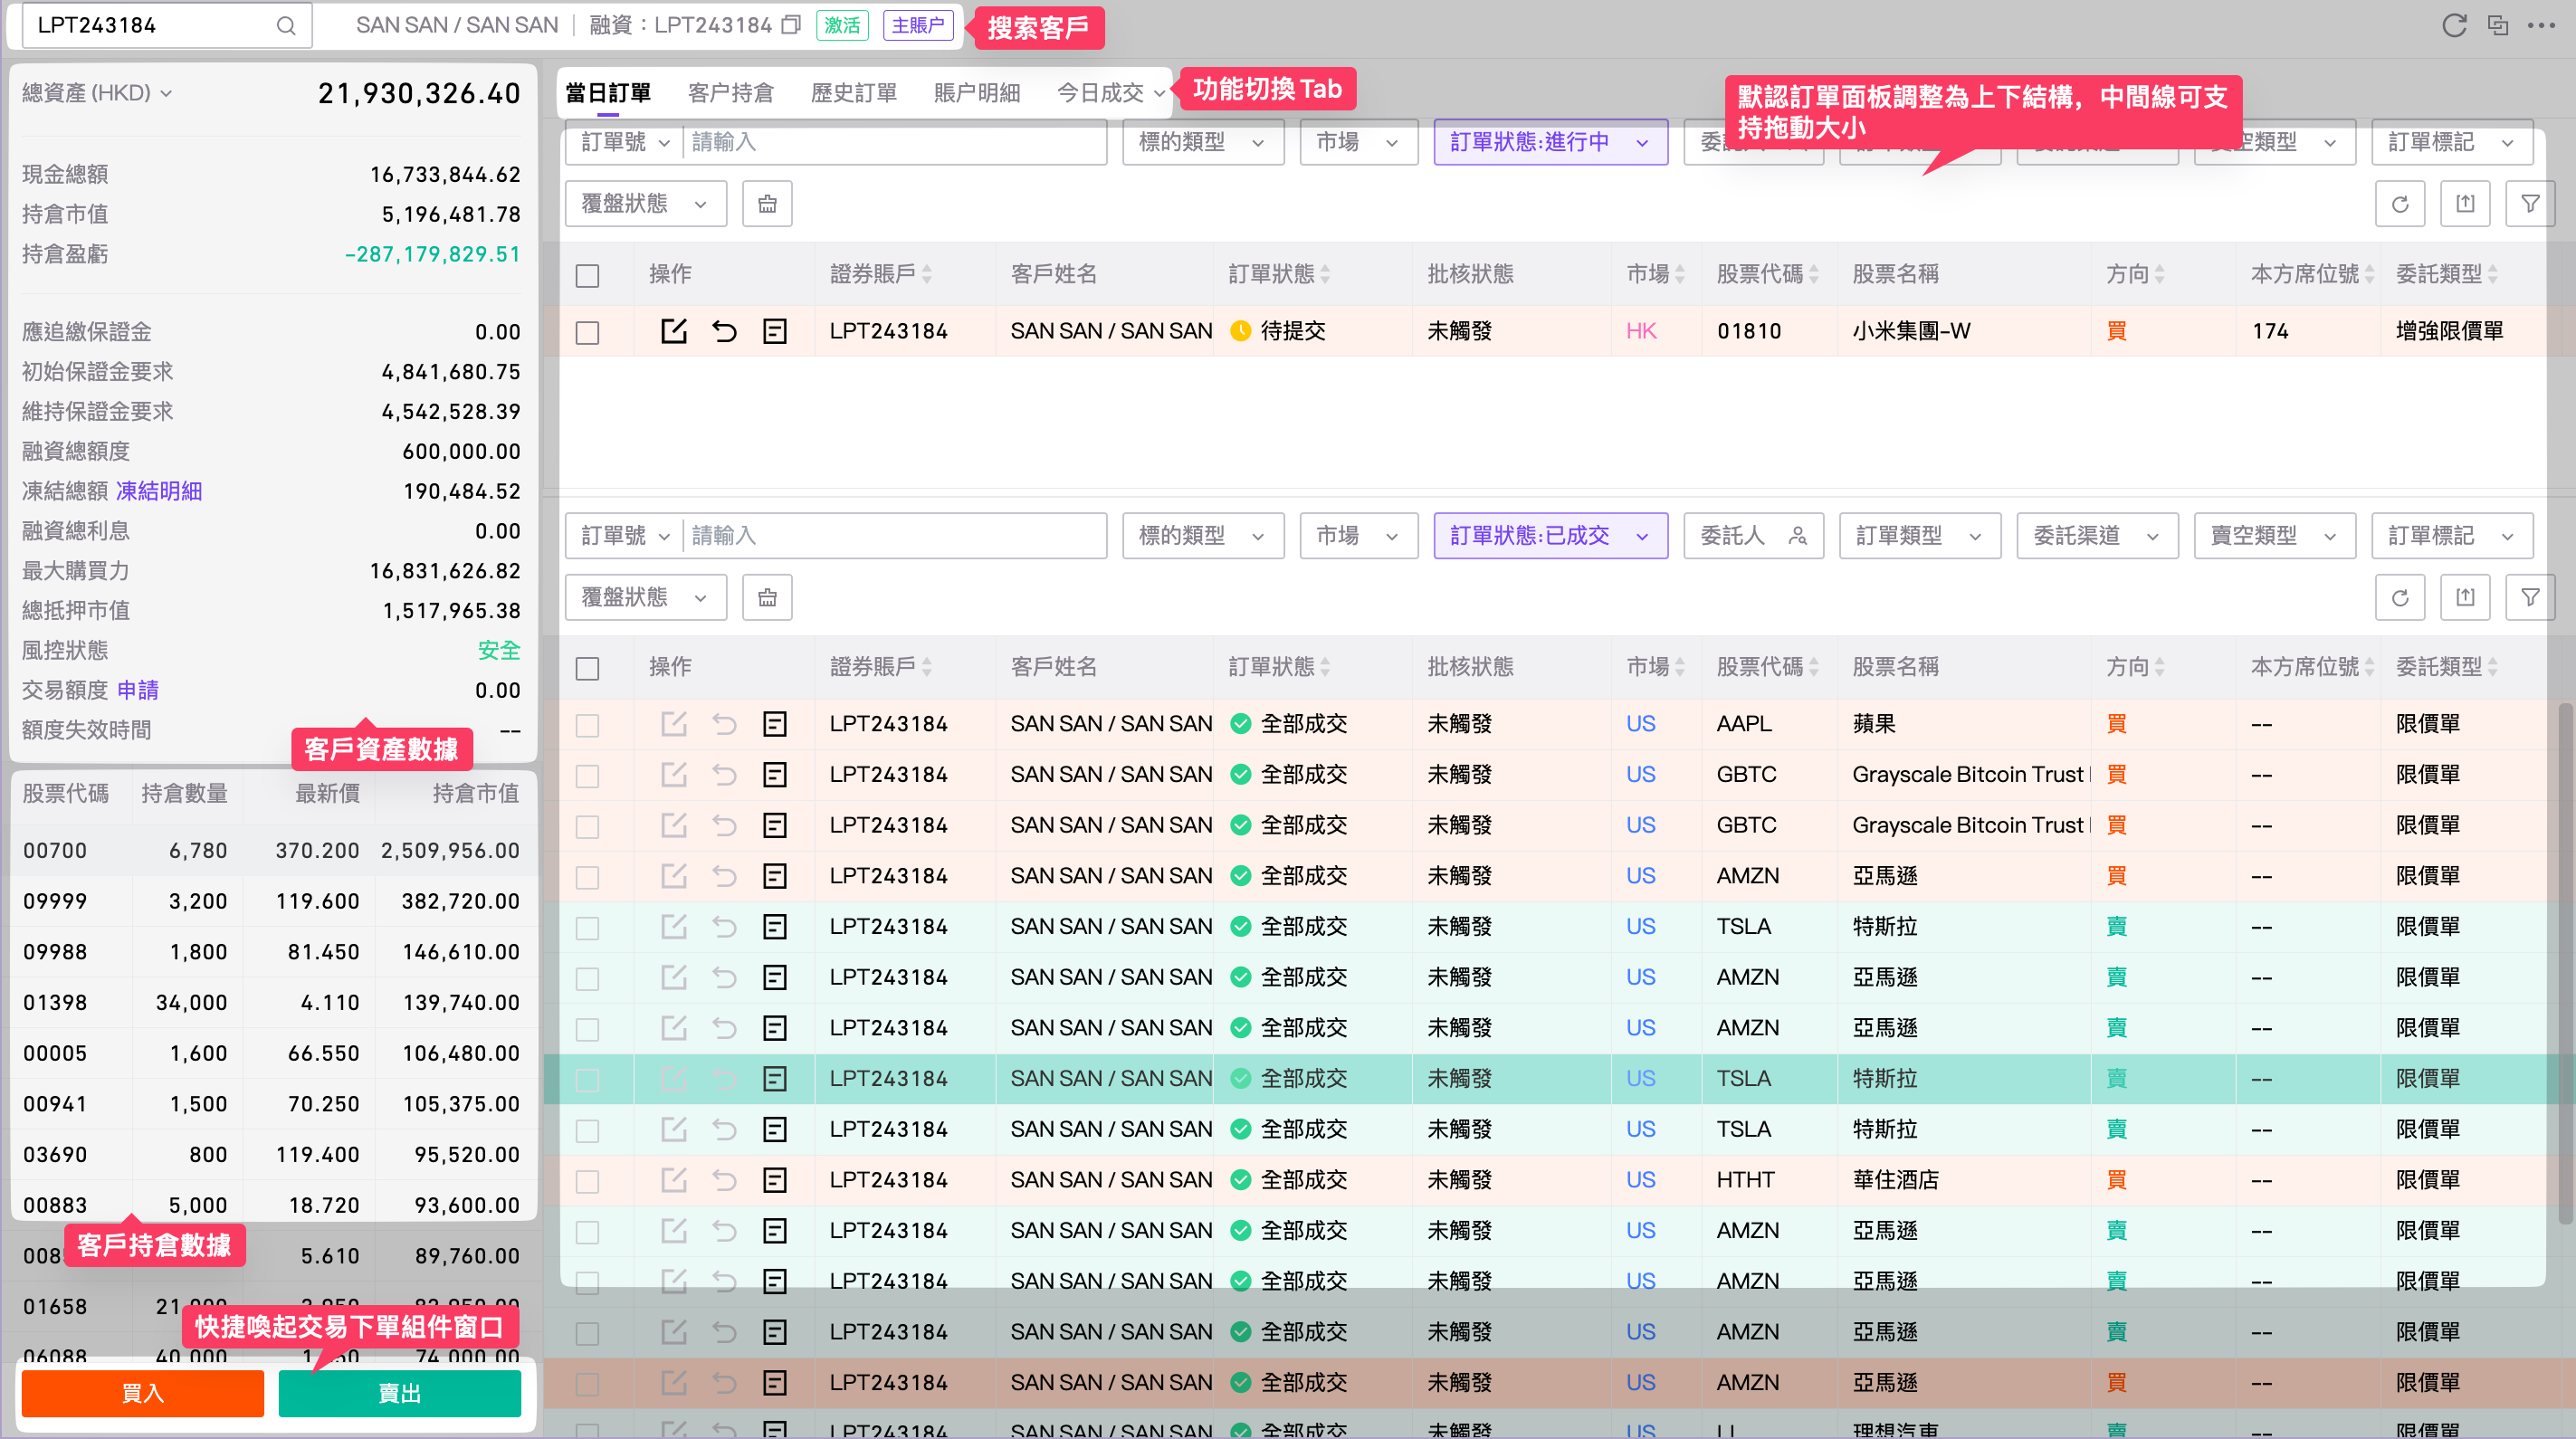 LPT243184 SAN SAN / SAN SAN 融資：LPT243184 激活 主賬户 搜索客戶
總資產 (HKD) 21,930,326.40
現金總額 16,733,844.62
持倉市值 5,196,481.78
持倉盈虧 -287,179,829.51
應追繳保證金 0.00
初始保證金要求 4,841,680.75
維持保證金要求 4,542,528.39
融資總額度 600,000.00
凍結總額 凍結明細 190,484.52
融資總利息 0.00
最大購買力 16,831,626.82
總抵押市值 1,517,965.38
風控狀態 安全
交易額度 申請 0.00
額度失效時間 --
客戶資產數據
股票代碼 持倉數量 最新價 持倉市值
00700 6,780 370.200 2,509,956.00
09999 3,200 119.600 382,720.00
09988 1,800 81.450 146,610.00
01398 34,000 4.110 139,740.00
00005 1,600 66.550 106,480.00
00941 1,500 70.250 105,375.00
03690 800 119.400 95,520.00
00883 5,000 18.720 93,600.00
客戶持倉數據
5.610 89,760.00
01658
快捷喚起交易下單組件窗口
06088 40,000 74,000.00
買入 賣出
當日訂單 客户持倉 歷史訂單 賬户明細 今日成交 功能切換 Tab
默認訂單面板調整為上下結構，中間線可支
持拖動大小
訂單號 請輸入 標的類型 市場 訂單狀態:進行中 訂單標記
覆盤狀態
操作 證券賬戶 客戶姓名 訂單狀態 批核狀態 市場 股票代碼 股票名稱 方向 本方席位號 委託類型
LPT243184 SAN SAN / SAN SAN 待提交 未觸發 HK 01810 小米集團-W 買 174 增強限價單
訂單號 請輸入 標的類型 市場 訂單狀態:已成交 委託人 訂單類型 委託渠道 賣空類型 訂單標記
覆盤狀態
操作 證券賬戶 客戶姓名 訂單狀態 批核狀態 市場 股票代碼 股票名稱 方向 本方席位號 委託類型
LPT243184 SAN SAN / SAN SAN 全部成交 未觸發 US AAPL 蘋果 買 -- 限價單
LPT243184 SAN SAN / SAN SAN 全部成交 未觸發 US GBTC Grayscale Bitcoin Trust 買 -- 限價單
LPT243184 SAN SAN / SAN SAN 全部成交 未觸發 US GBTC Grayscale Bitcoin Trust 買 -- 限價單
LPT243184 SAN SAN / SAN SAN 全部成交 未觸發 US AMZN 亞馬遜 買 -- 限價單
LPT243184 SAN SAN / SAN SAN 全部成交 未觸發 US TSLA 特斯拉 賣 -- 限價單
LPT243184 SAN SAN / SAN SAN 全部成交 未觸發 US AMZN 亞馬遜 賣 -- 限價單
LPT243184 SAN SAN / SAN SAN 全部成交 未觸發 US AMZN 亞馬遜 賣 -- 限價單
LPT243184 SAN SAN / SAN SAN 全部成交 未觸發 US TSLA 特斯拉 賣 -- 限價單
LPT243184 SAN SAN / SAN SAN 全部成交 未觸發 US TSLA 特斯拉 賣 -- 限價單
LPT243184 SAN SAN / SAN SAN 全部成交 未觸發 US HTHT 華住酒店 買 -- 限價單
LPT243184 SAN SAN / SAN SAN 全部成交 未觸發 US AMZN 亞馬遜 賣 -- 限價單
LPT243184 SAN SAN / SAN SAN 全部成交 未觸發 US AMZN 亞馬遜 賣 -- 限價單
LPT243184 SAN SAN / SAN SAN 全部成交 未觸發 US AMZN 亞馬遜 賣 -- 限價單
LPT243184 SAN SAN / SAN SAN 全部成交 未觸發 US AMZN 亞馬遜 買 -- 限價單
LPT243184 SAN SAN / SAN SAN 全部成交 未觸發 US LI 理想汽車 賣 -- 限價單